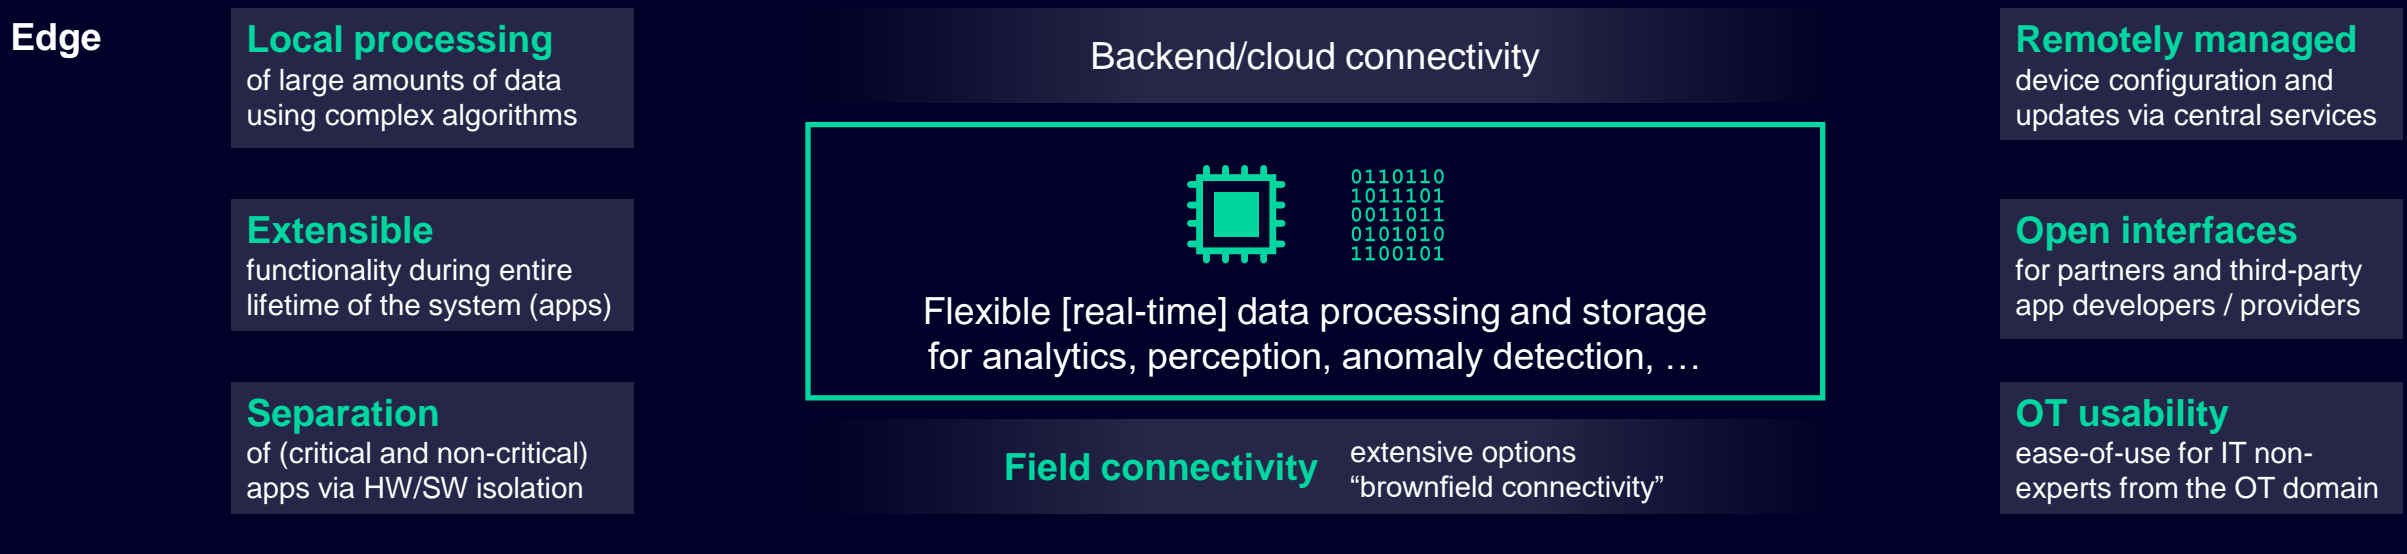 Edge
Local processing
of large amounts of data
using complex algorithms
Extensible
functionality during entire
lifetime of the system (apps)
Separation
of (critical and non-critical)
apps via HW/SW isolation
Backend/cloud connectivity
0110110
1011101
0011011
0101010
1100101
Flexible [real-time] data processing and storage
for analytics, perception, anomaly detection, …
Field connectivity
extensive options
“brownfield connectivity”
Remotely managed
device configuration and
updates via central services
Open interfaces
for partners and third-party
app developers / providers
OT usability
ease-of-use for IT non-
experts from the OT domain